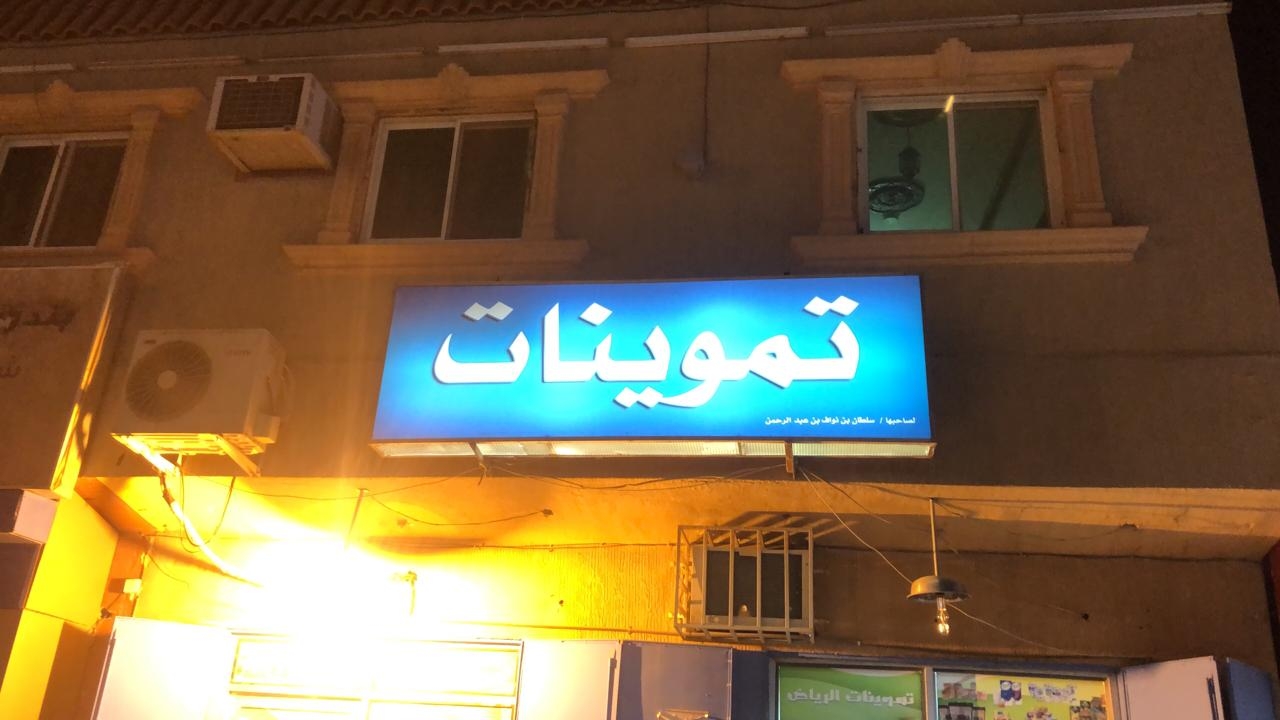 تموينات
لصاحبها / سلطان بن نواف بن عبد الرحمن
تموينات الرياض